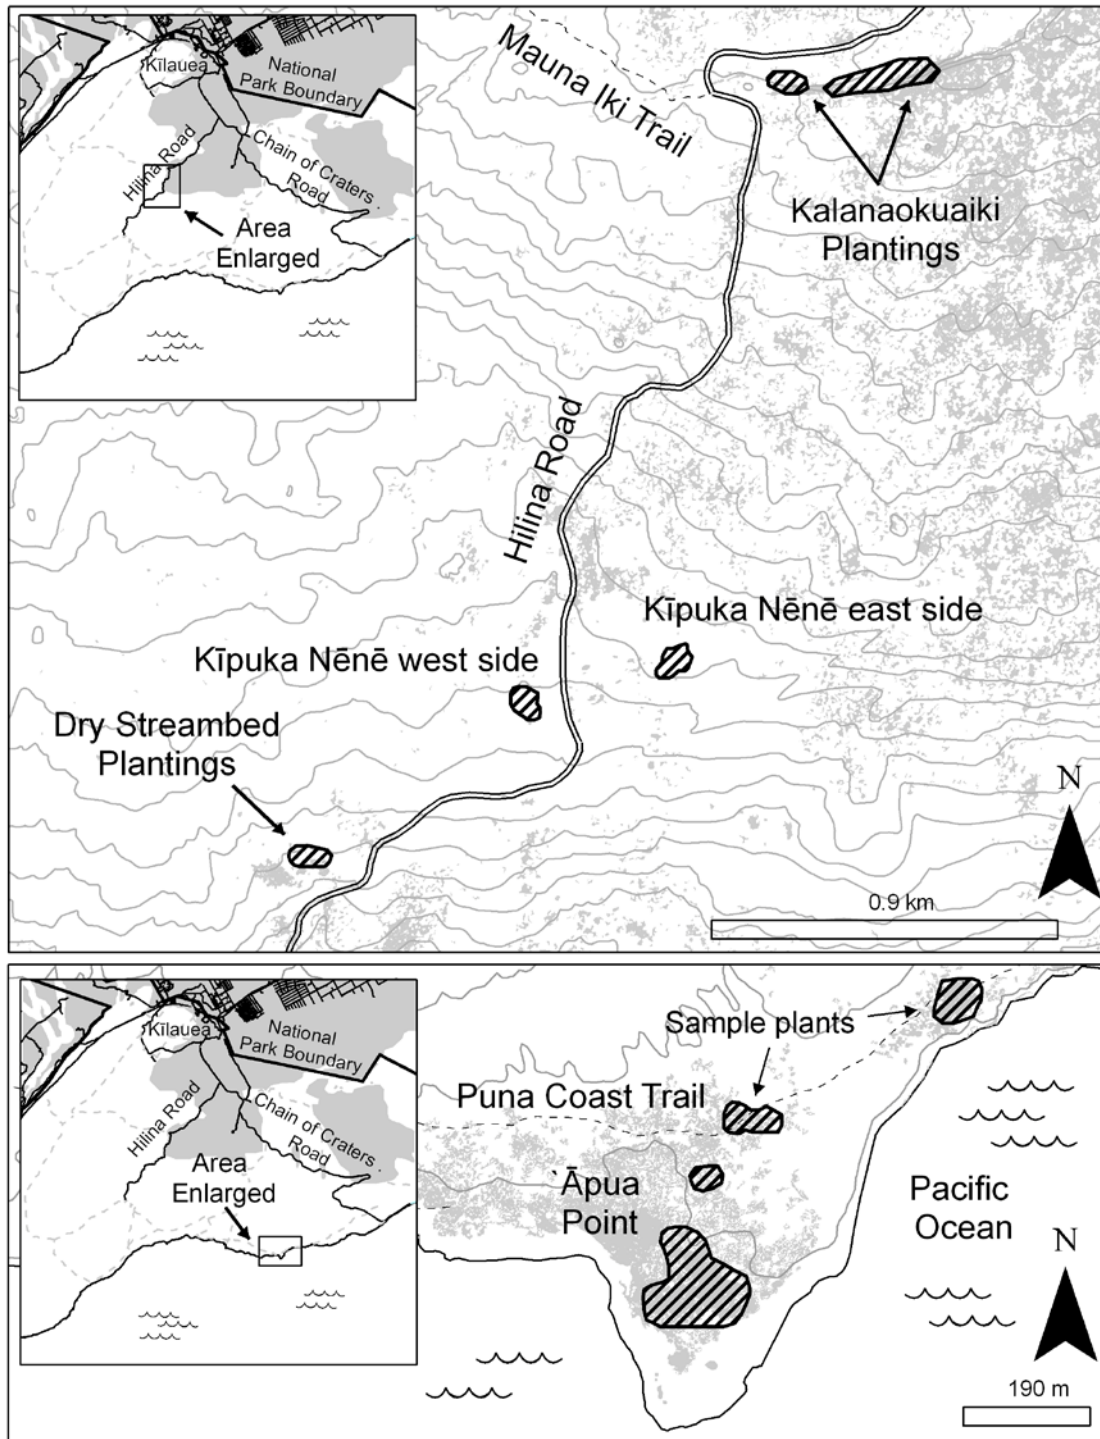 Kīlauea
National
Park Boundary
Hilina Road
Chain of Craters
Road
Area
Enlarged
Mauna Iki Trail
Kalanaokuaiki
Plantings
Hilina Road
Kīpuka Nēnē east side
Kīpuka Nēnē west side
Dry Streambed
Plantings
N
0.9 km
Kīlauea
National
Park Boundary
Hilina Road
Chain of Craters
Road
Area
Enlarged
Sample plants
Puna Coast Trail
`Āpua
Point
Pacific
Ocean
N
190 m